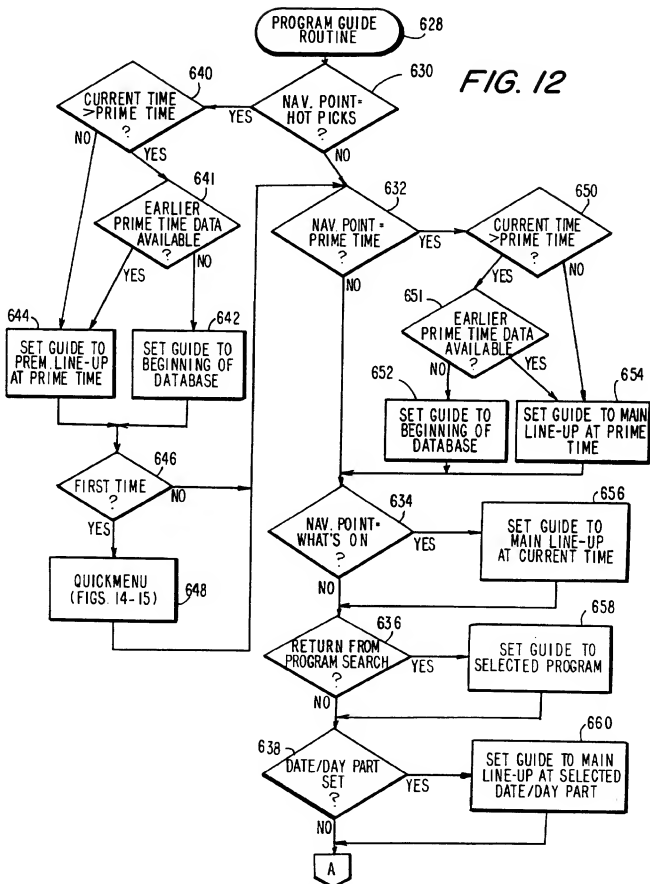 PROGRAM GUIDE
ROUTINE
628
FIG. 12
630
NAV. POINT=
HOT PICKS
?
YES
NO
640
CURRENT TIME
>PRIME TIME
?
NO
YES
641
EARLIER
PRIME TIME DATA
AVAILABLE
?
YES
NO
644
SET GUIDE TO
PREM. LINE-UP
AT PRIME TIME
642
SET GUIDE TO
BEGINNING OF
DATABASE
646
FIRST TIME
?
NO
YES
QUICKMENU
(FIGS. 14-15)
648
632
NAV. POINT=
PRIME TIME
?
YES
NO
650
CURRENT TIME
>PRIME TIME
?
YES
NO
651
EARLIER
PRIME TIME DATA
AVAILABLE
?
NO
YES
652
SET GUIDE TO
BEGINNING OF
DATABASE
654
SET GUIDE TO MAIN
LINE-UP AT PRIME
TIME
634
NAV. POINT=
WHAT'S ON
?
YES
NO
656
SET GUIDE TO
MAIN LINE-UP
AT CURRENT TIME
636
RETURN FROM
PROGRAM SEARCH
?
YES
NO
658
SET GUIDE TO
SELECTED PROGRAM
638
DATE/DAY PART
SET
?
YES
NO
660
SET GUIDE TO MAIN
LINE-UP AT SELECTED
DATE/DAY PART
A